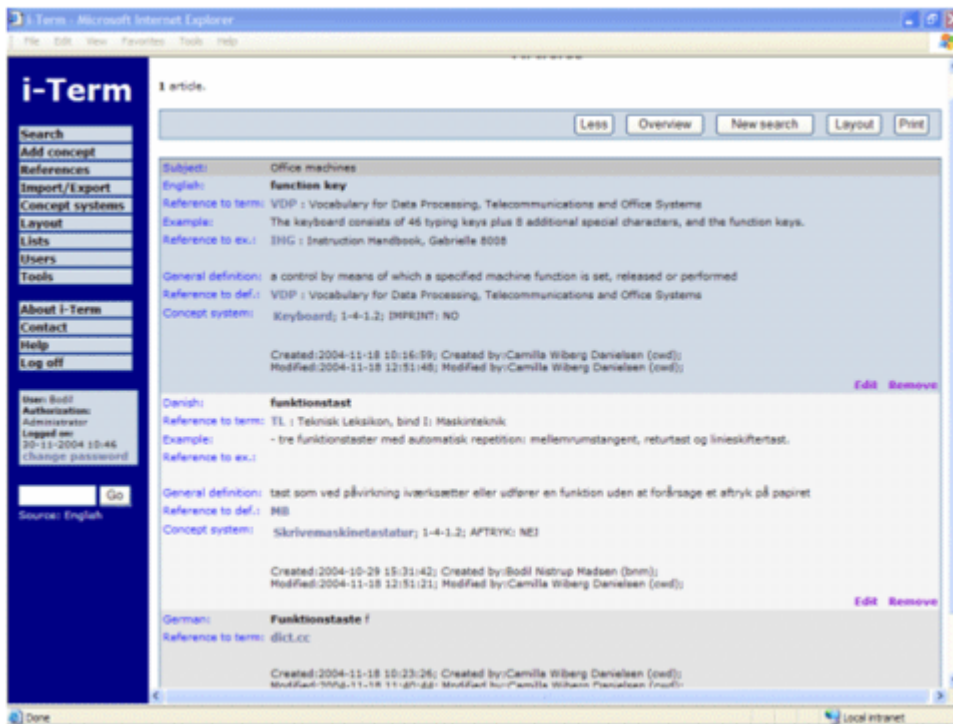 i-Term - Microsoft Internet Explorer
File Edit View Favorites Tools Help
i-Term
Search
Add concept
References
Import/Export
Concept systems
Layout
Lists
Users
Tools
About i-Term
Contact
Help
Log off
User: Bodil
Authorization:
Administrator
Logged on:
30-11-2004 10:46
change password
Go
Source: English
1 article.
Less Overview New search Layout Print
Subject: Office machines
English: function key
Reference to term: VDP : Vocabulary for Data Processing, Telecommunications and Office Systems
Example: The keyboard consists of 46 typing keys plus 8 additional special characters, and the function keys.
Reference to ex.: IHG : Instruction Handbook, Gabrielle 8008
General definition: a control by means of which a specified machine function is set, released or performed
Reference to def.: VDP : Vocabulary for Data Processing, Telecommunications and Office Systems
Concept system: Keyboard; 1-4-1.2; IMPRINT: NO
Created:2004-11-18 10:16:59; Created by:Camilla Wiberg Danielsen (cwd);
Modified:2004-11-18 12:51:48; Modified by:Camilla Wiberg Danielsen (cwd);
Edit Remove
Danish: funktionstast
Reference to term: TL : Teknisk Leksikon, bind I: Maskinteknik
Example: - tre funktionstaster med automatisk repetition: mellemrumstangent, returtast og linieskiftertast.
Reference to ex.:
General definition: tast som ved påvirkning iværksætter eller udfører en funktion uden at forårsage et aftryk på papiret
Reference to def.: MB
Concept system: Skrivemaskinetastatur; 1-4-1.2; AFTRYK: NEJ
Created:2004-10-29 15:31:42; Created by:Bodil Nistrup Madsen (bnm);
Modified:2004-11-18 12:51:21; Modified by:Camilla Wiberg Danielsen (cwd);
Edit Remove
German: Funktionstaste f
Reference to term: dict.cc
Created:2004-11-18 10:23:26; Created by:Camilla Wiberg Danielsen (cwd);
Modified:2004-11-18 11:40:44; Modified by:Camilla Wiberg Danielsen (cwd);
Done
Local intranet